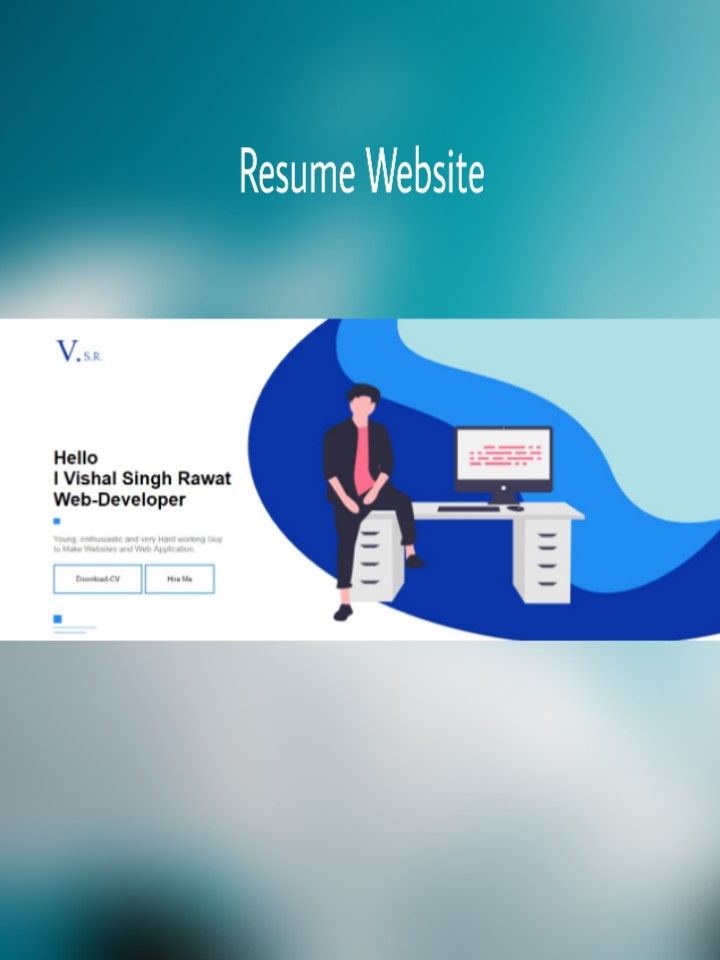 Resume Website
V. S.R.
Hello
I Vishal Singh Rawat
Web-Developer
Young, enthusiastic and very Hard working Guy
to Make Websites and Web-Application.
Download-CV Hire Me